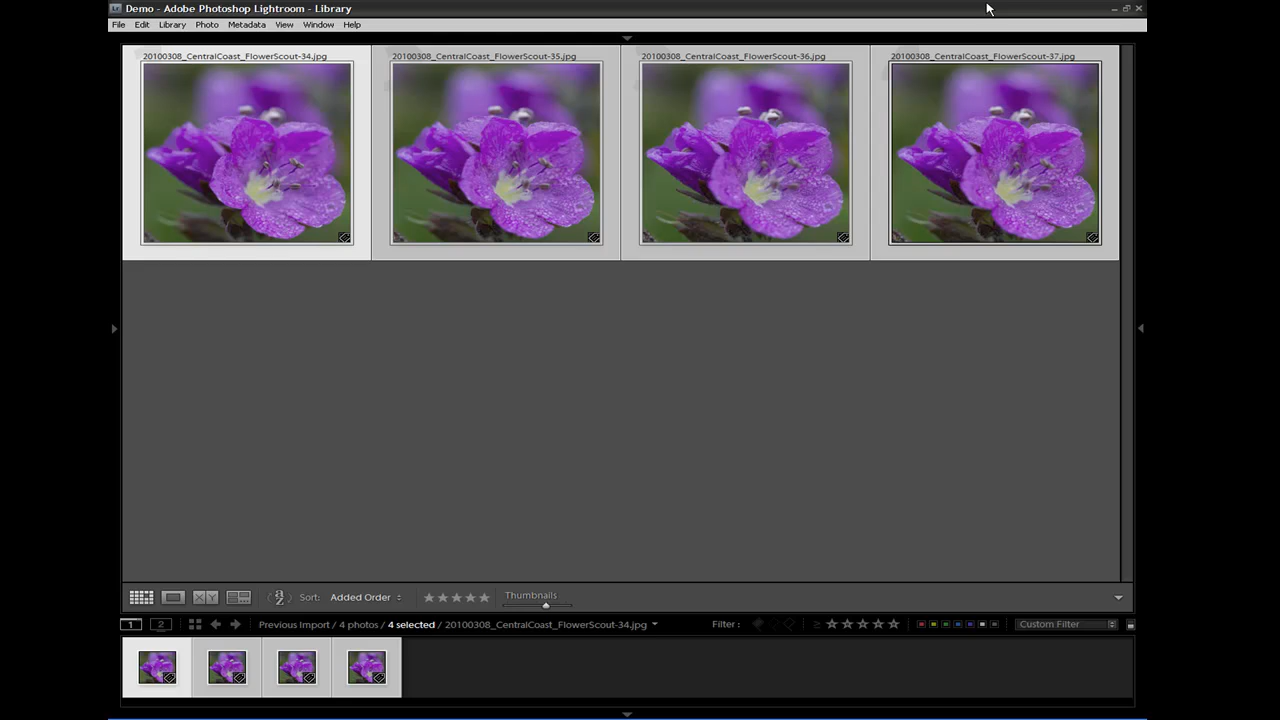 Demo - Adobe Photoshop Lightroom - Library
File Edit Library Photo Metadata View Window Help
20100308_CentralCoast_FlowerScout-34.jpg 20100308_CentralCoast_FlowerScout-35.jpg 20100308_CentralCoast_FlowerScout-36.jpg 20100308_CentralCoast_FlowerScout-37.jpg
X Y a z Sort: Added Order Thumbnails
1 2 Previous Import / 4 photos / 4 selected / 20100308_CentralCoast_FlowerScout-34.jpg Filter : ≥ Custom Filter